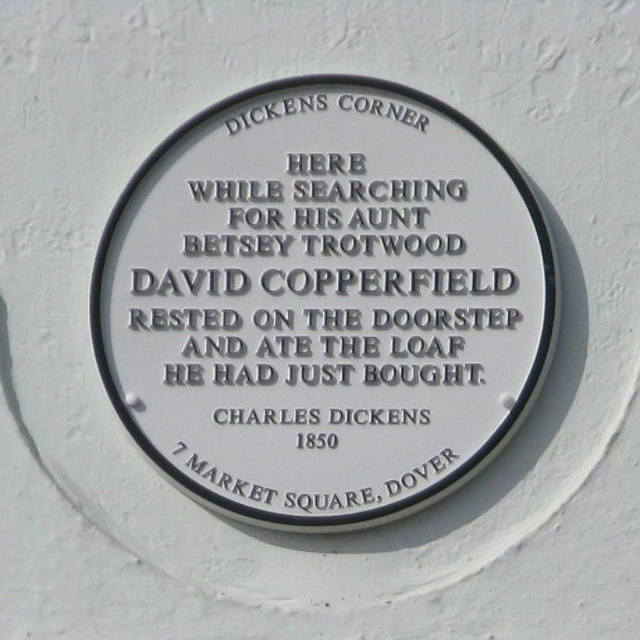 DICKENS CORNER
HERE
WHILE SEARCHING
FOR HIS AUNT
BETSEY TROTWOOD
DAVID COPPERFIELD
RESTED ON THE DOORSTEP
AND ATE THE LOAF
HE HAD JUST BOUGHT.
CHARLES DICKENS
1850
7 MARKET SQUARE, DOVER